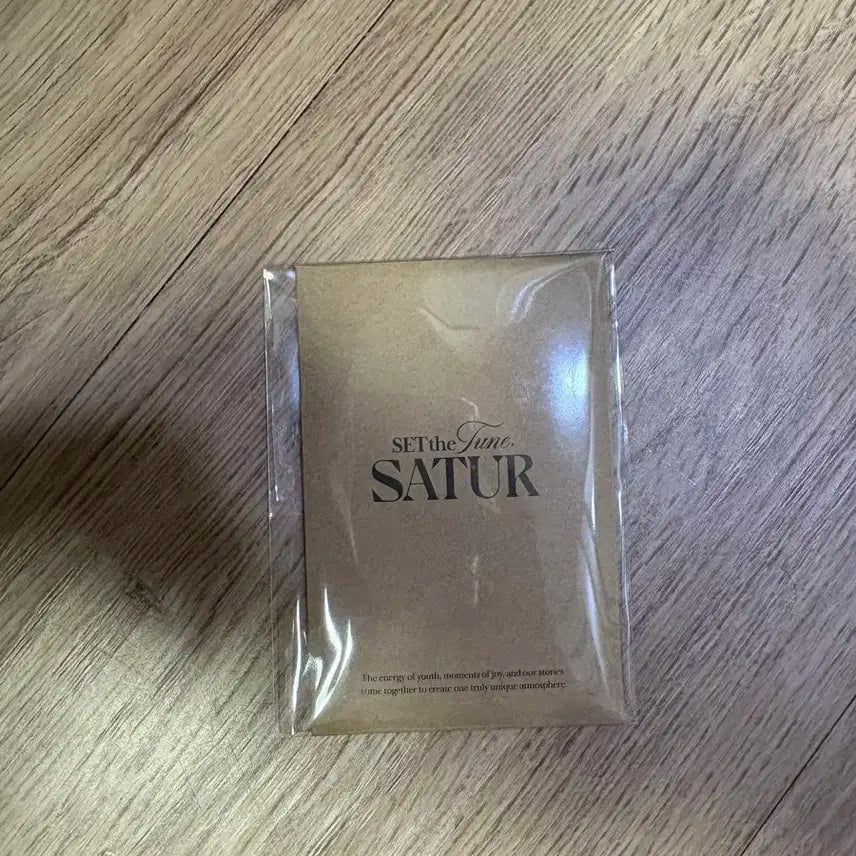 SET the Tune,
SATUR
The energy of youth, moments of joy, and our stories
come together to create one truly unique atmosphere